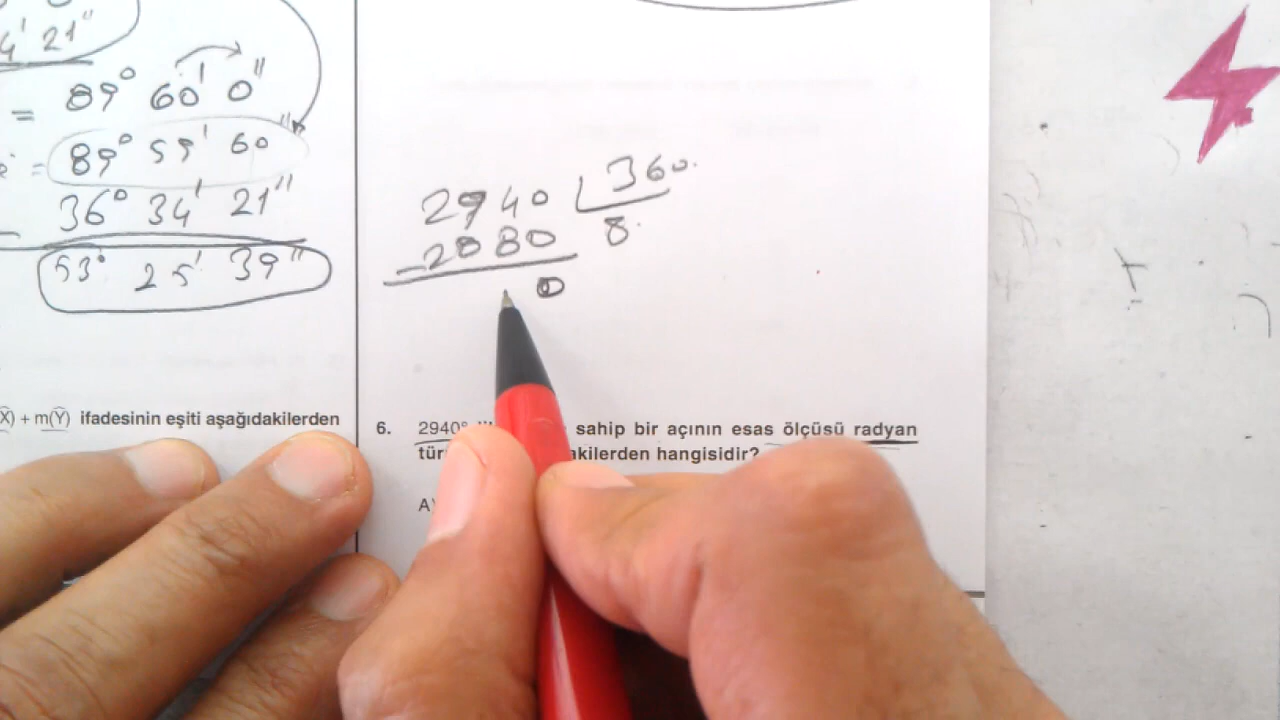 4' 21''
= 89° 60' 0''
= 89° 59' 60''
36° 34' 21''
53° 25' 39''
2940 360
-2880 8
0
(X) + m(Y) ifadesinin eşiti aşağıdakilerden
6. 2940° sahip bir açının esas ölçüsü radyan
akilerden hangisidir?
A)